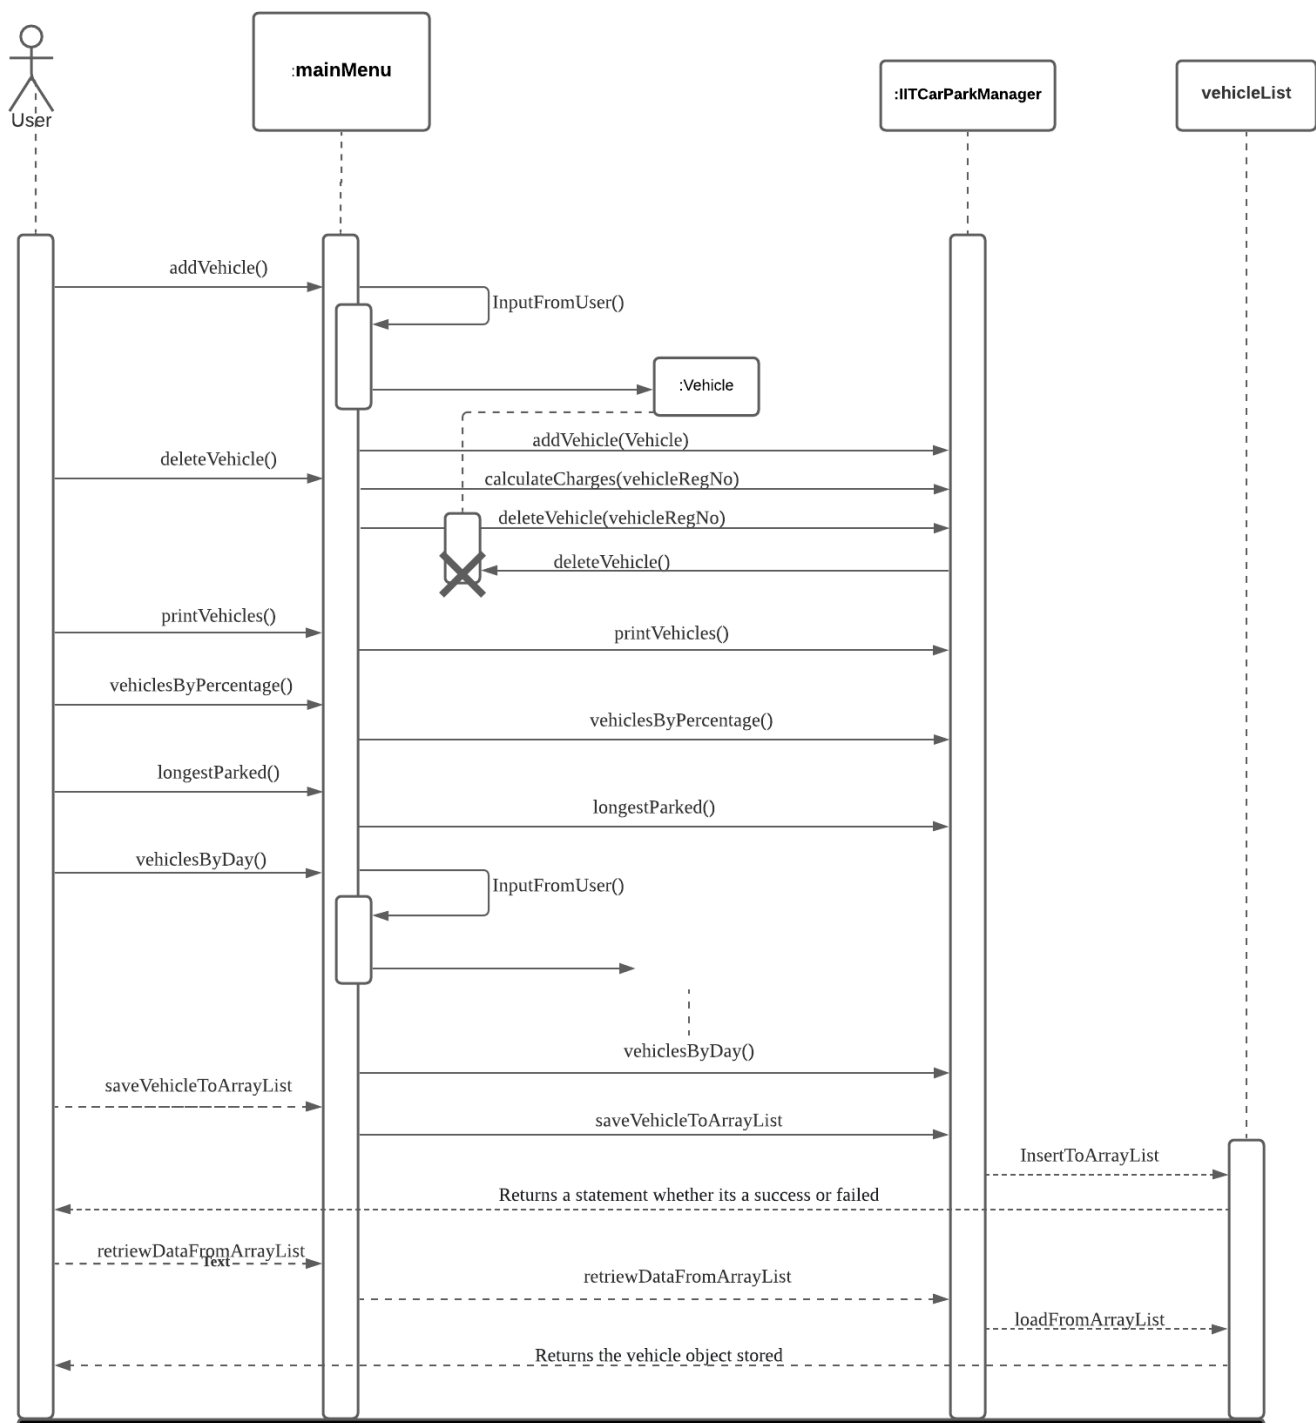 :mainMenu
:IITCarParkManager
vehicleList
User
addVehicle()
InputFromUser()
:Vehicle
addVehicle(Vehicle)
deleteVehicle()
calculateCharges(vehicleRegNo)
deleteVehicle(vehicleRegNo)
deleteVehicle()
printVehicles()
printVehicles()
vehiclesByPercentage()
vehiclesByPercentage()
longestParked()
longestParked()
vehiclesByDay()
InputFromUser()
vehiclesByDay()
saveVehicleToArrayList
saveVehicleToArrayList
InsertToArrayList
Returns a statement whether its a success or failed
retriewDataFromArrayList
Text
retriewDataFromArrayList
loadFromArrayList
Returns the vehicle object stored